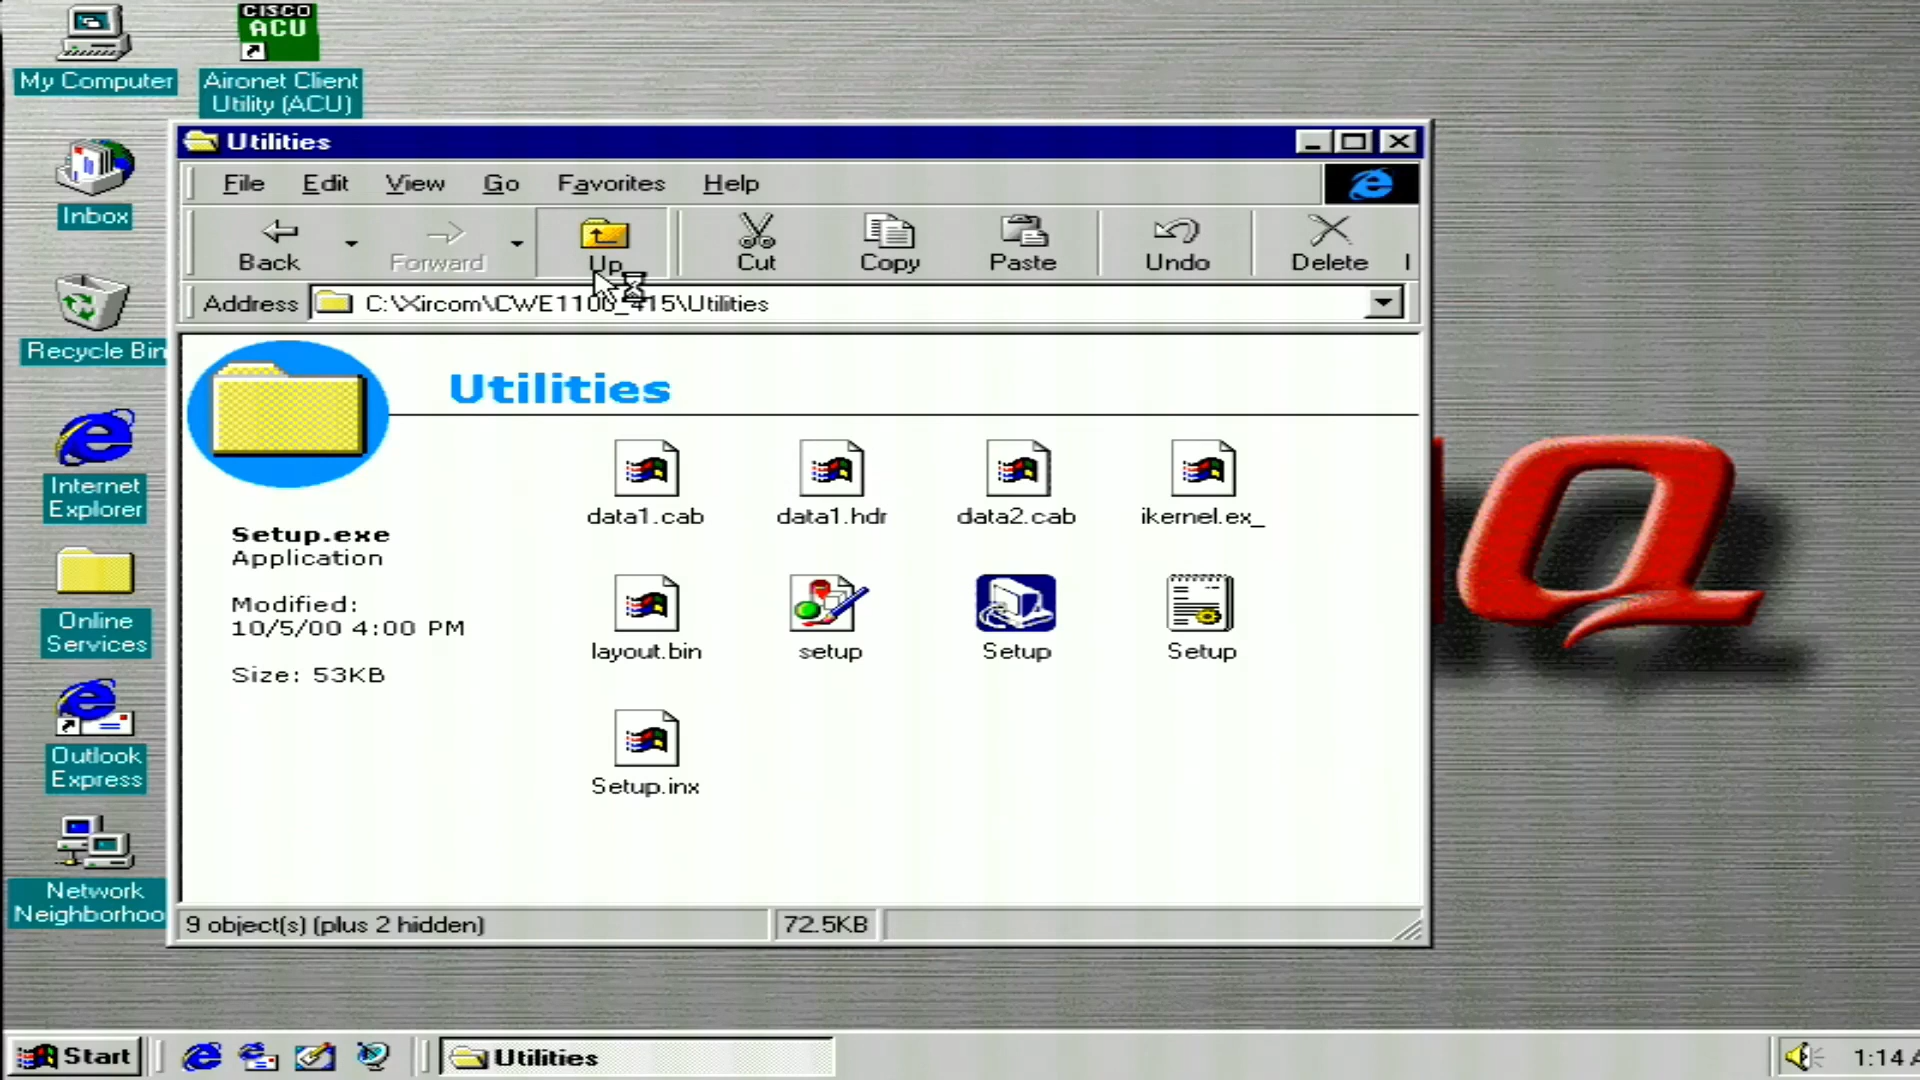 CISCO
ACU
My Computer
Aironet Client
Utility (ACU)
Inbox
Recycle Bin
Internet
Explorer
Online
Services
Outlook
Express
Network
Neighborhoo
Utilities
File Edit View Go Favorites Help
Back Forward Up Cut Copy Paste Undo Delete
Address C:\Xircom\CWE1100_415\Utilities
Utilities
Setup.exe
Application
Modified:
10/5/00 4:00 PM
Size: 53KB
data1.cab data1.hdr data2.cab ikernel.ex_
layout.bin setup Setup Setup
Setup.inx
9 object(s) (plus 2 hidden) 72.5KB
Q
Start Utilities 1:14 A